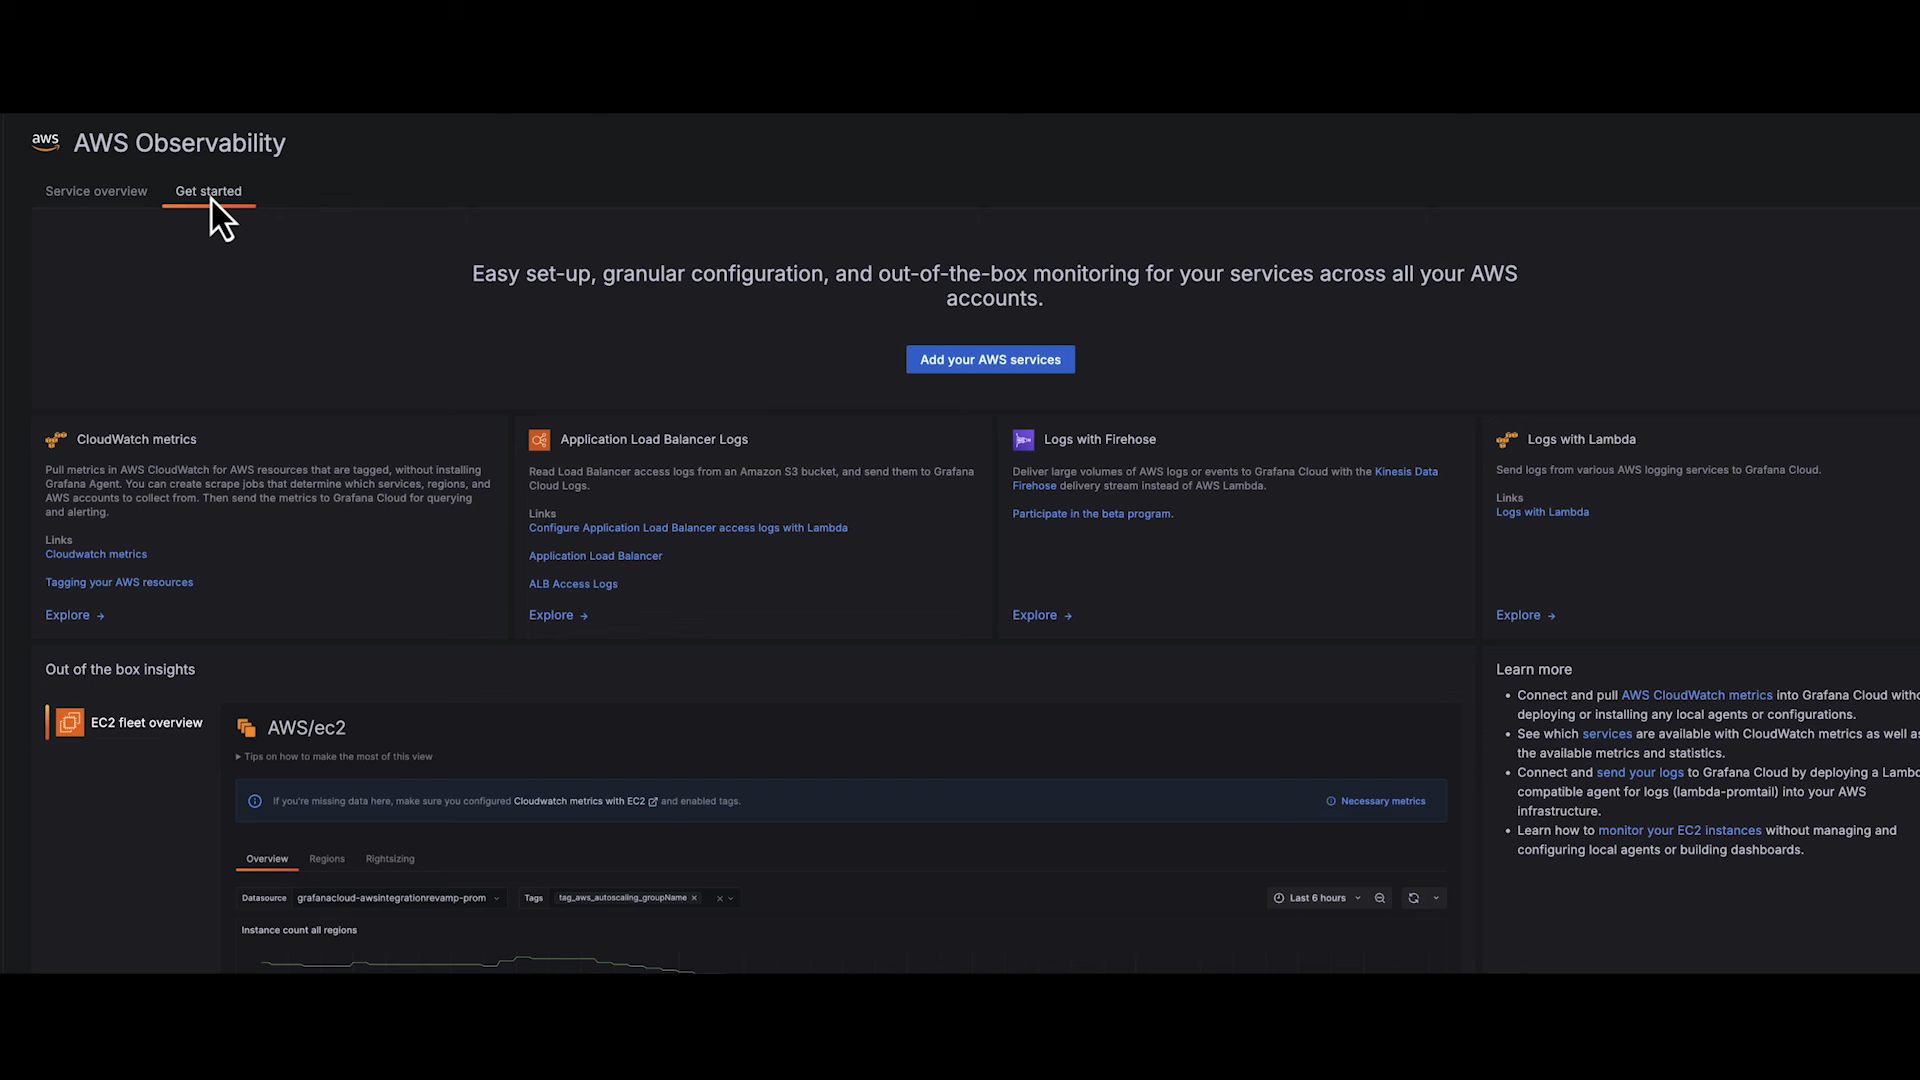 aws AWS Observability
Service overview Get started
Easy set-up, granular configuration, and out-of-the-box monitoring for your services across all your AWS
accounts.
Add your AWS services
CloudWatch metrics
Pull metrics in AWS CloudWatch for AWS resources that are tagged, without installing
Grafana Agent. You can create scrape jobs that determine which services, regions, and
AWS accounts to collect from. Then send the metrics to Grafana Cloud for querying
and alerting.
Links
Cloudwatch metrics
Tagging your AWS resources
Explore →
Application Load Balancer Logs
Read Load Balancer access logs from an Amazon S3 bucket, and send them to Grafana
Cloud Logs.
Links
Configure Application Load Balancer access logs with Lambda
Application Load Balancer
ALB Access Logs
Explore →
Logs with Firehose
Deliver large volumes of AWS logs or events to Grafana Cloud with the Kinesis Data
Firehose delivery stream instead of AWS Lambda.
Participate in the beta program.
Explore →
Logs with Lambda
Send logs from various AWS logging services to Grafana Cloud.
Links
Logs with Lambda
Explore →
Out of the box insights
EC2 fleet overview
AWS/ec2
Tips on how to make the most of this view
If you're missing data here, make sure you configured Cloudwatch metrics with EC2 and enabled tags.
Necessary metrics
Overview Regions Rightsizing
Datasource grafanacloud-awsintegrationrevamp-prom Tags tag_aws_autoscaling_groupName Last 6 hours
Instance count all regions
Learn more
• Connect and pull AWS CloudWatch metrics into Grafana Cloud witho
deploying or installing any local agents or configurations.
• See which services are available with CloudWatch metrics as well as
the available metrics and statistics.
• Connect and send your logs to Grafana Cloud by deploying a Lambd
compatible agent for logs (lambda-promtail) into your AWS
infrastructure.
• Learn how to monitor your EC2 instances without managing and
configuring local agents or building dashboards.